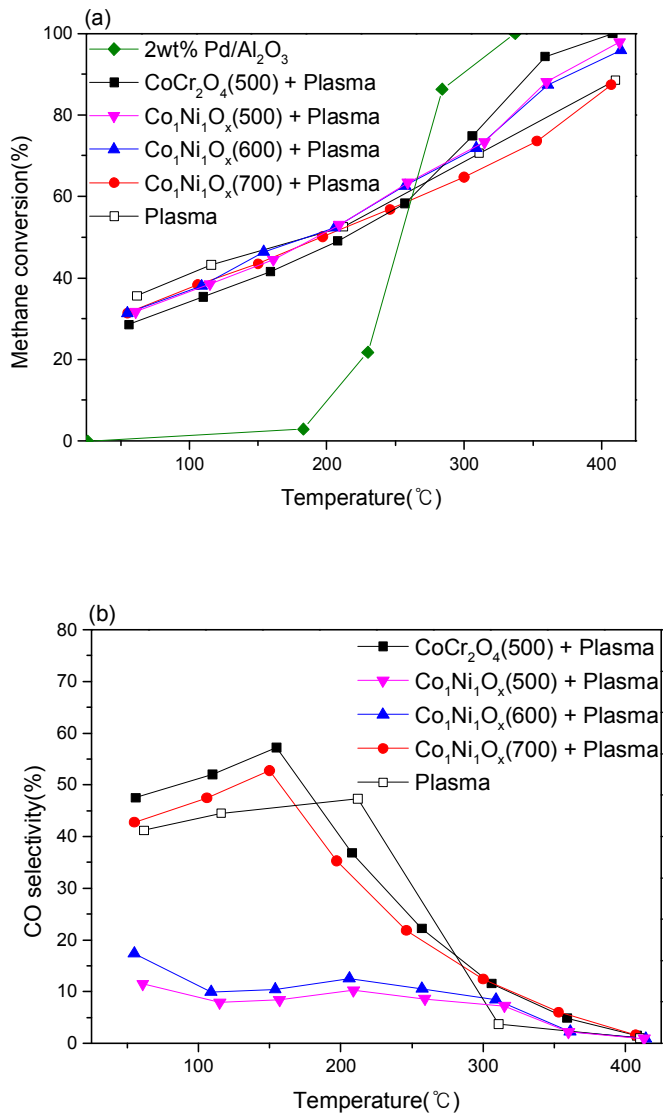 (a)
100
80
60
40
20
0
Methane conversion(%)
2wt% Pd/Al₂O₃
CoCr₂O₄(500) + Plasma
Co₁Ni₁Oₓ(500) + Plasma
Co₁Ni₁Oₓ(600) + Plasma
Co₁Ni₁Oₓ(700) + Plasma
Plasma
100 200 300 400
Temperature(℃)
(b)
80
70
60
50
40
30
20
10
0
CO selectivity(%)
CoCr₂O₄(500) + Plasma
Co₁Ni₁Oₓ(500) + Plasma
Co₁Ni₁Oₓ(600) + Plasma
Co₁Ni₁Oₓ(700) + Plasma
Plasma
100 200 300 400
Temperature(℃)